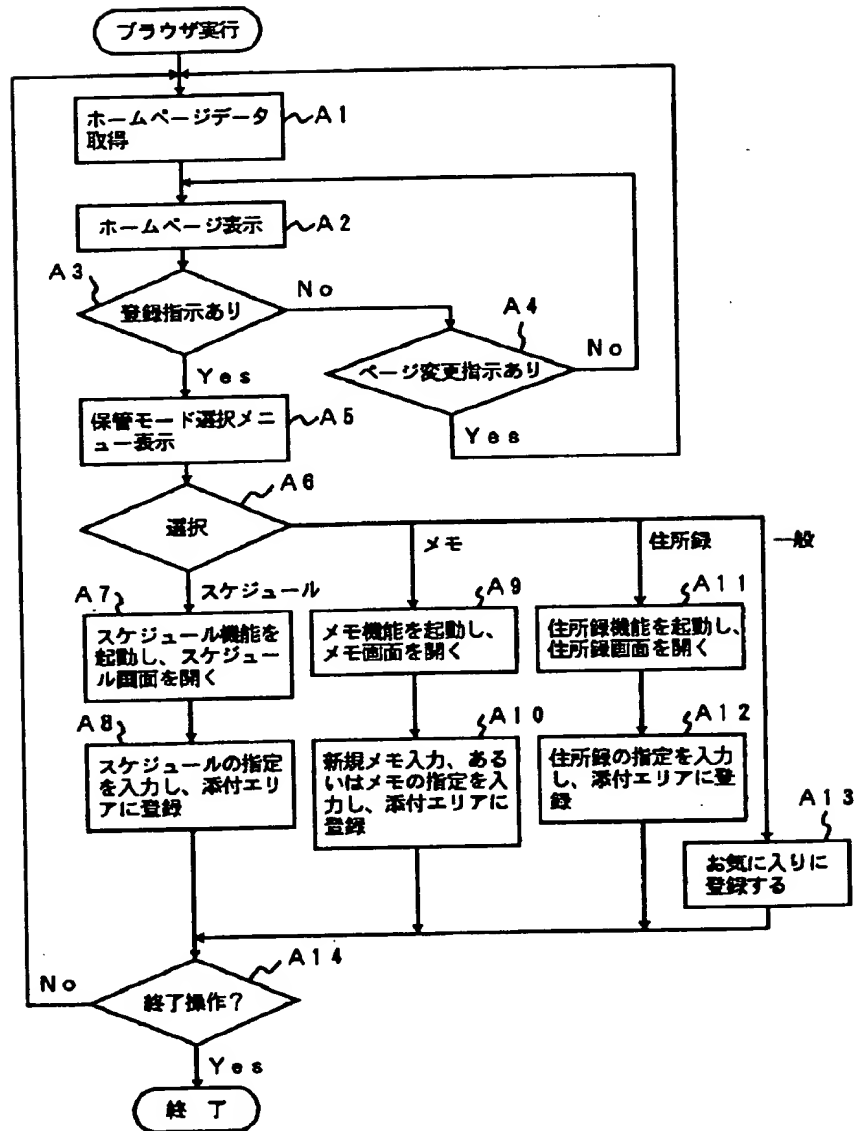 ブラウザ実行
ホームページデータ
取得
A1
ホームページ表示
A2
A3
登録指示あり
No
Yes
A4
ページ変更指示あり
No
Yes
保管モード選択メニ
ュー表示
A5
A6
選択
スケジュール
メモ
住所録
一般
A7
スケジュール機能を
起動し、スケジュー
ル画面を開く
A8
スケジュールの指定
を入力し、添付エリ
アに登録
A9
メモ機能を起動し、
メモ画面を開く
A10
新規メモ入力、ある
いはメモの指定を入
力し、添付エリアに
登録
A11
住所録機能を起動し、
住所録画面を開く
A12
住所録の指定を入力
し、添付エリアに登
録
A13
お気に入りに
登録する
A14
終了操作?
No
Yes
終 了